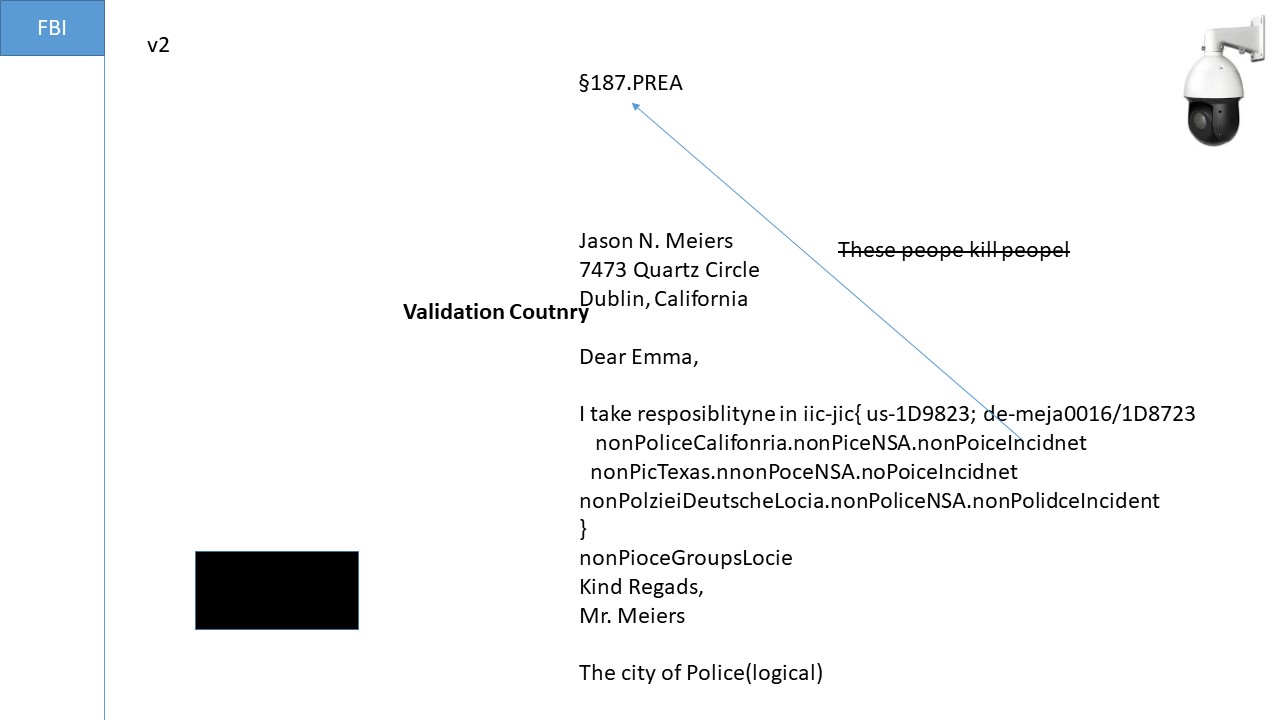 FBI
v2
§187.PREA
Jason N. Meiers
These peope kill peopel
7473 Quartz Circle
Dublin, California
Validation Coutnry
Dear Emma,
I take resposiblityne in iic-jic{ us-1D9823; de-meja0016/1D8723
nonPoliceCalifonria.nonPiceNSA.nonPoiceIncidnet
nonPicTexas.nnonPoceNSA.noPoiceIncidnet
nonPolzieiDeutscheLocia.nonPoliceNSA.nonPolidceIncident
}
nonPioceGroupsLocie
Kind Regads,
Mr. Meiers
The city of Police(logical)